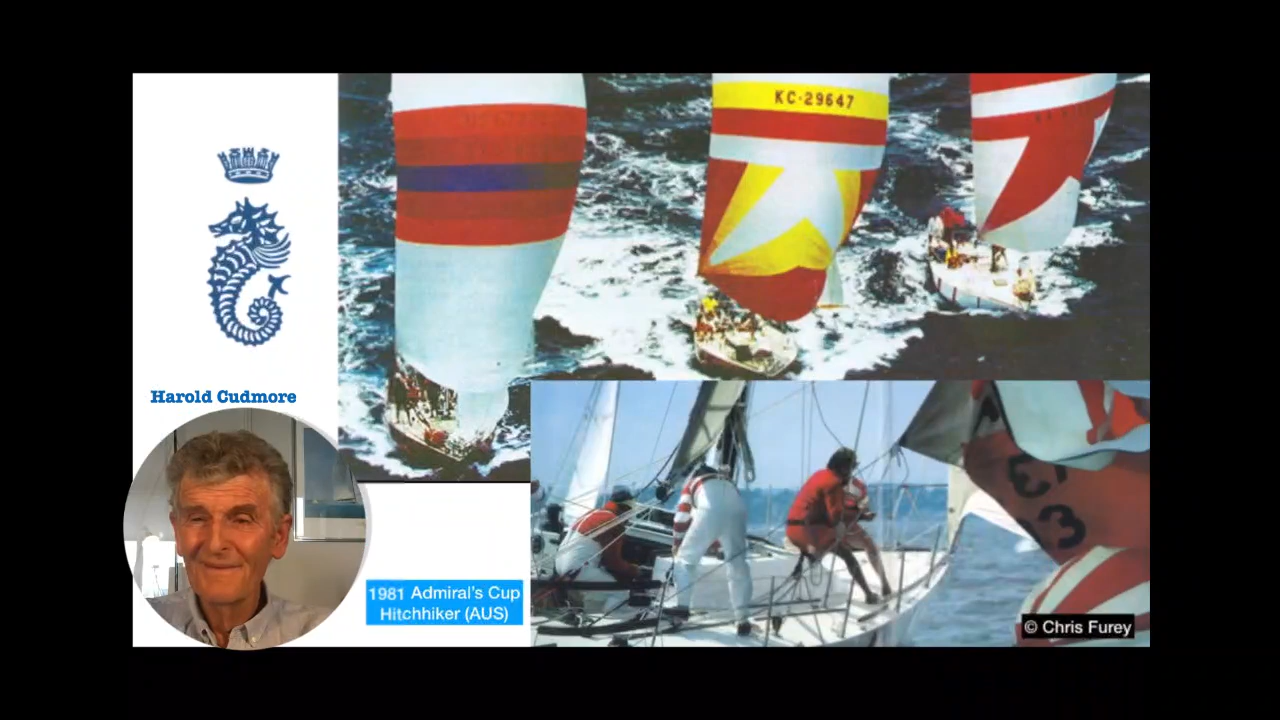 KC-29647
Harold Cudmore
1981 Admiral's Cup
Hitchhiker (AUS)
© Chris Furey